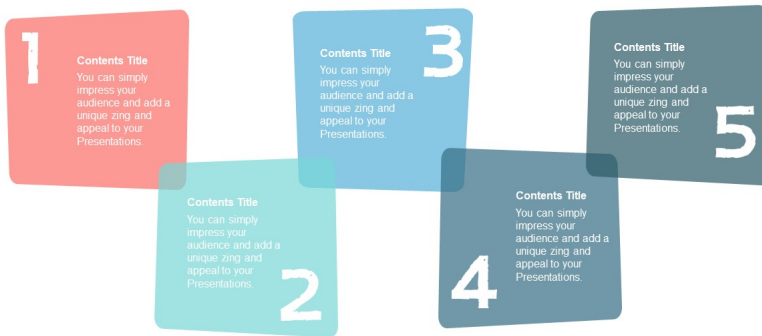 1
Contents Title
You can simply
impress your
audience and add a
unique zing and
appeal to your
Presentations.
2
Contents Title
You can simply
impress your
audience and add a
unique zing and
appeal to your
Presentations.
3
Contents Title
You can simply
impress your
audience and add a
unique zing and
appeal to your
Presentations.
4
Contents Title
You can simply
impress your
audience and add a
unique zing and
appeal to your
Presentations.
5
Contents Title
You can simply
impress your
audience and add a
unique zing and
appeal to your
Presentations.